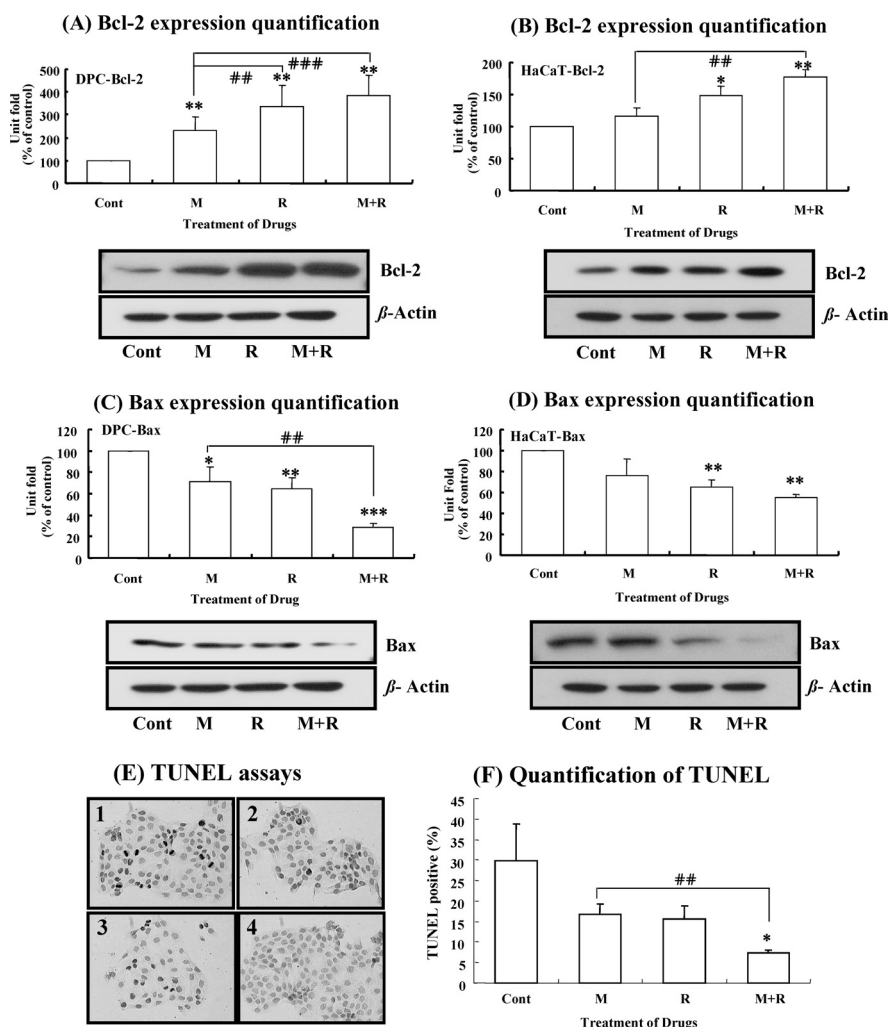 (A) Bcl-2 expression quantification
DPC-Bcl-2
Unit fold
(% of control)
500
400
300
200
100
0
** ** **
## ###
Cont M R M+R
Treatment of Drugs
Bcl-2
β-Actin
Cont M R M+R
(B) Bcl-2 expression quantification
HaCaT-Bcl-2
Unit fold
(% of control)
200
150
100
50
0
* **
##
Cont M R M+R
Treatment of Drugs
Bcl-2
β- Actin
Cont M R M+R
(C) Bax expression quantification
DPC-Bax
Unit fold
(% of control)
120
100
80
60
40
20
0
* ** ***
##
Cont M R M+R
Treatment of Drug
Bax
β- Actin
Cont M R M+R
(D) Bax expression quantification
HaCaT-Bax
Unit Fold
(% of control)
120
100
80
60
40
20
0
** **
Cont M R M+R
Treatment of Drugs
Bax
β- Actin
Cont M R M+R
(E) TUNEL assays
1 2
3 4
(F) Quantification of TUNEL
TUNEL positive (%)
45
40
35
30
25
20
15
10
5
0
##
*
Cont M R M+R
Treatment of Drugs